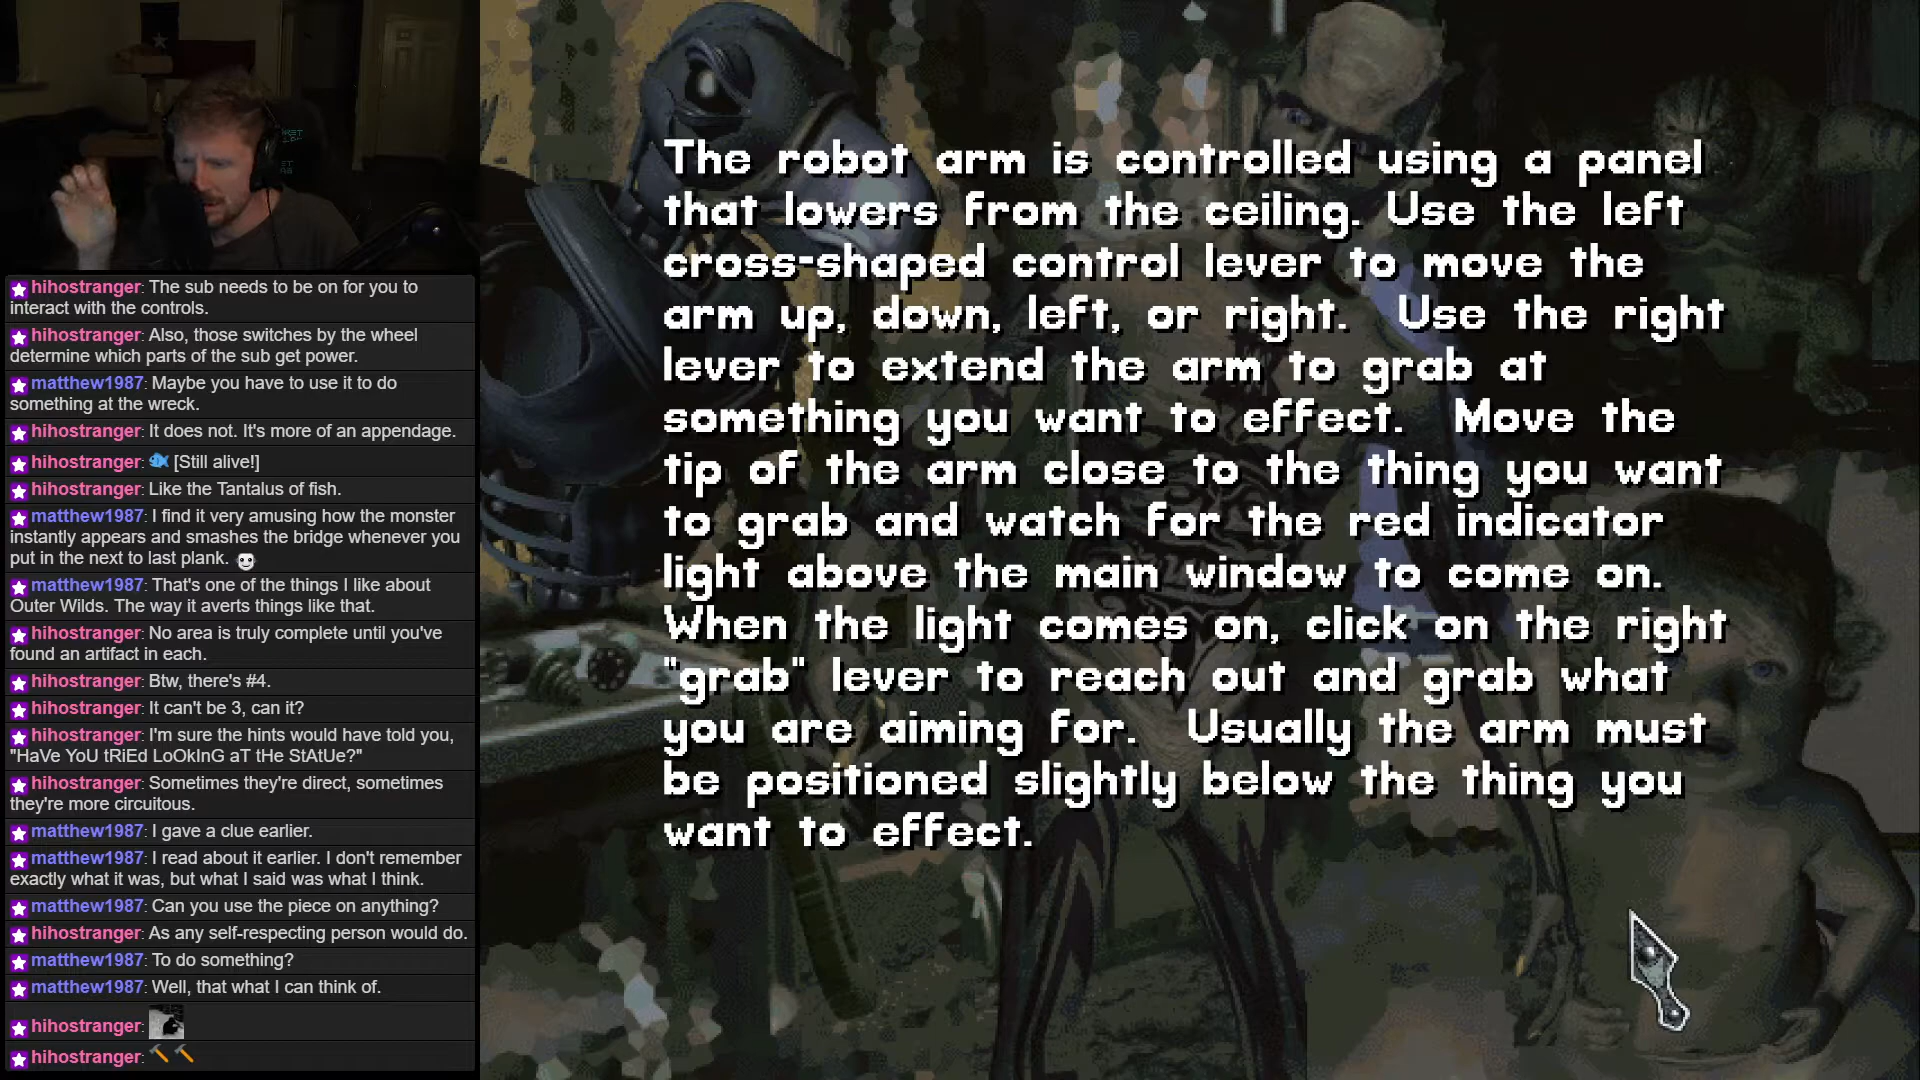 hihostranger: The sub needs to be on for you to
interact with the controls.
hihostranger: Also, those switches by the wheel
determine which parts of the sub get power.
matthew1987: Maybe you have to use it to do
something at the wreck.
hihostranger: It does not. It's more of an appendage.
hihostranger: 🐟 [Still alive!]
hihostranger: Like the Tantalus of fish.
matthew1987: I find it very amusing how the monster
instantly appears and smashes the bridge whenever you
put in the next to last plank.
matthew1987: That's one of the things I like about
Outer Wilds. The way it averts things like that.
hihostranger: No area is truly complete until you've
found an artifact in each.
hihostranger: Btw, there's #4.
hihostranger: It can't be 3, can it?
hihostranger: I'm sure the hints would have told you,
"HaVe YoU tRiEd LoOkInG aT tHe StAtUe?"
hihostranger: Sometimes they're direct, sometimes
they're more circuitous.
matthew1987: I gave a clue earlier.
matthew1987: I read about it earlier. I don't remember
exactly what it was, but what I said was what I think.
matthew1987: Can you use the piece on anything?
hihostranger: As any self-respecting person would do.
matthew1987: To do something?
matthew1987: Well, that what I can think of.
hihostranger:
hihostranger: 🔨 🔨
The robot arm is controlled using a panel
that lowers from the ceiling. Use the left
cross-shaped control lever to move the
arm up, down, left, or right. Use the right
lever to extend the arm to grab at
something you want to effect. Move the
tip of the arm close to the thing you want
to grab and watch for the red indicator
light above the main window to come on.
When the light comes on, click on the right
"grab" lever to reach out and grab what
you are aiming for. Usually the arm must
be positioned slightly below the thing you
want to effect.